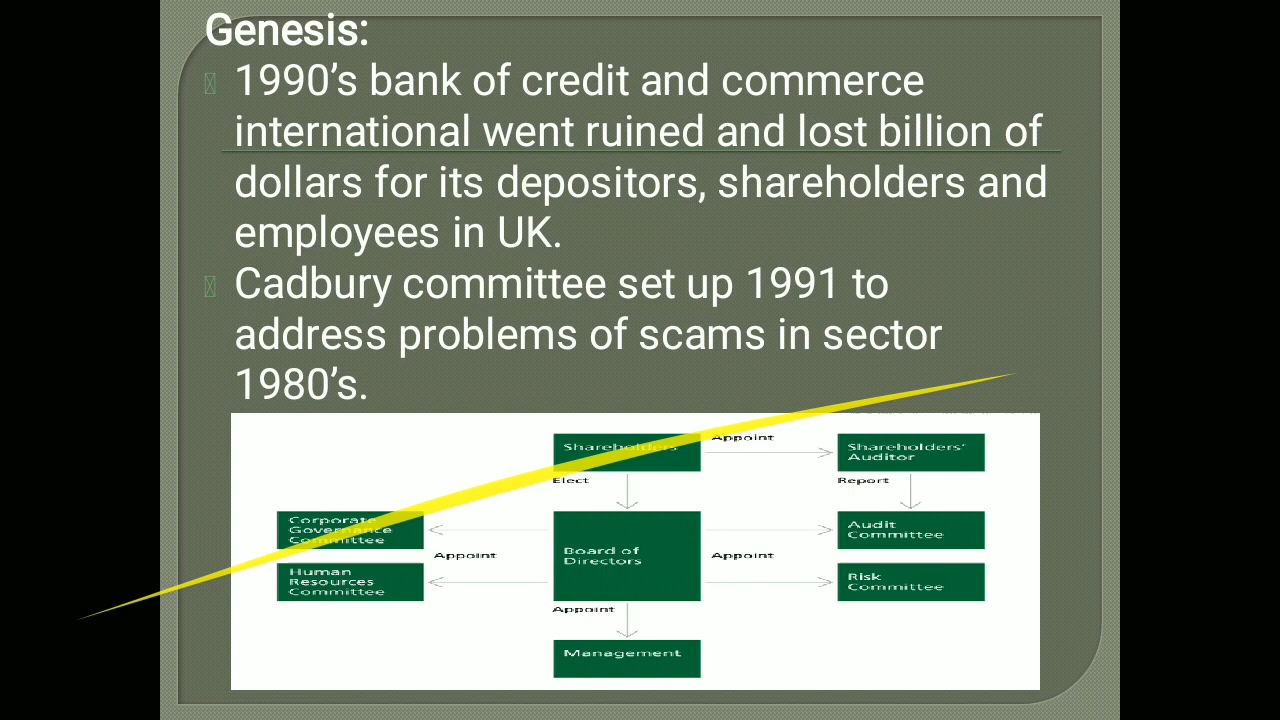 Genesis:
1990’s bank of credit and commerce
international went ruined and lost billion of
dollars for its depositors, shareholders and
employees in UK.
Cadbury committee set up 1991 to
address problems of scams in sector
1980’s.
Shareholders
Appoint
Shareholders'
Auditor
Elect
Report
Corporate
Governance
Committee
Appoint
Human
Resources
Committee
Board of
Directors
Appoint
Audit
Committee
Risk
Committee
Appoint
Management